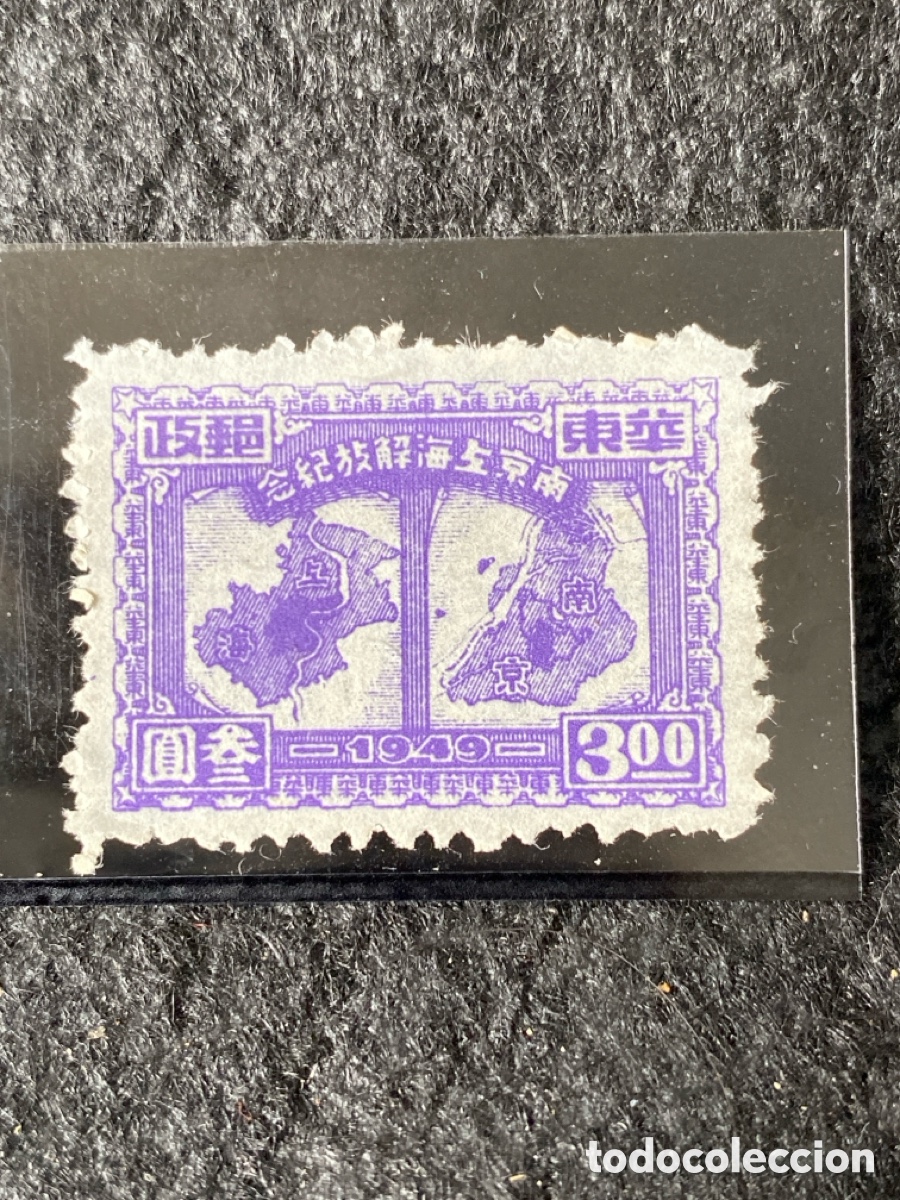 華東
郵政
南京上海解放紀念
上
海
南
京
叁圓
1949
3.00
todocoleccion